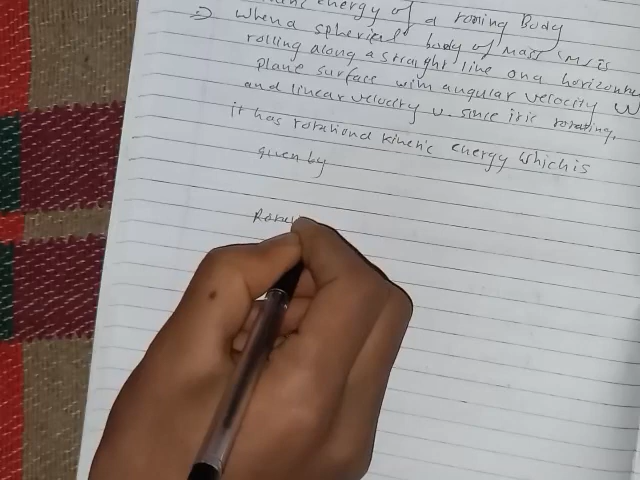 energy of a rolling Body
=) when a spherical body of mass 'm' is
rolling along a straight line on a horizontal
plane surface with angular velocity w
and linear velocity v. since it is rotating,
it has rotational kinetic energy which is
given by